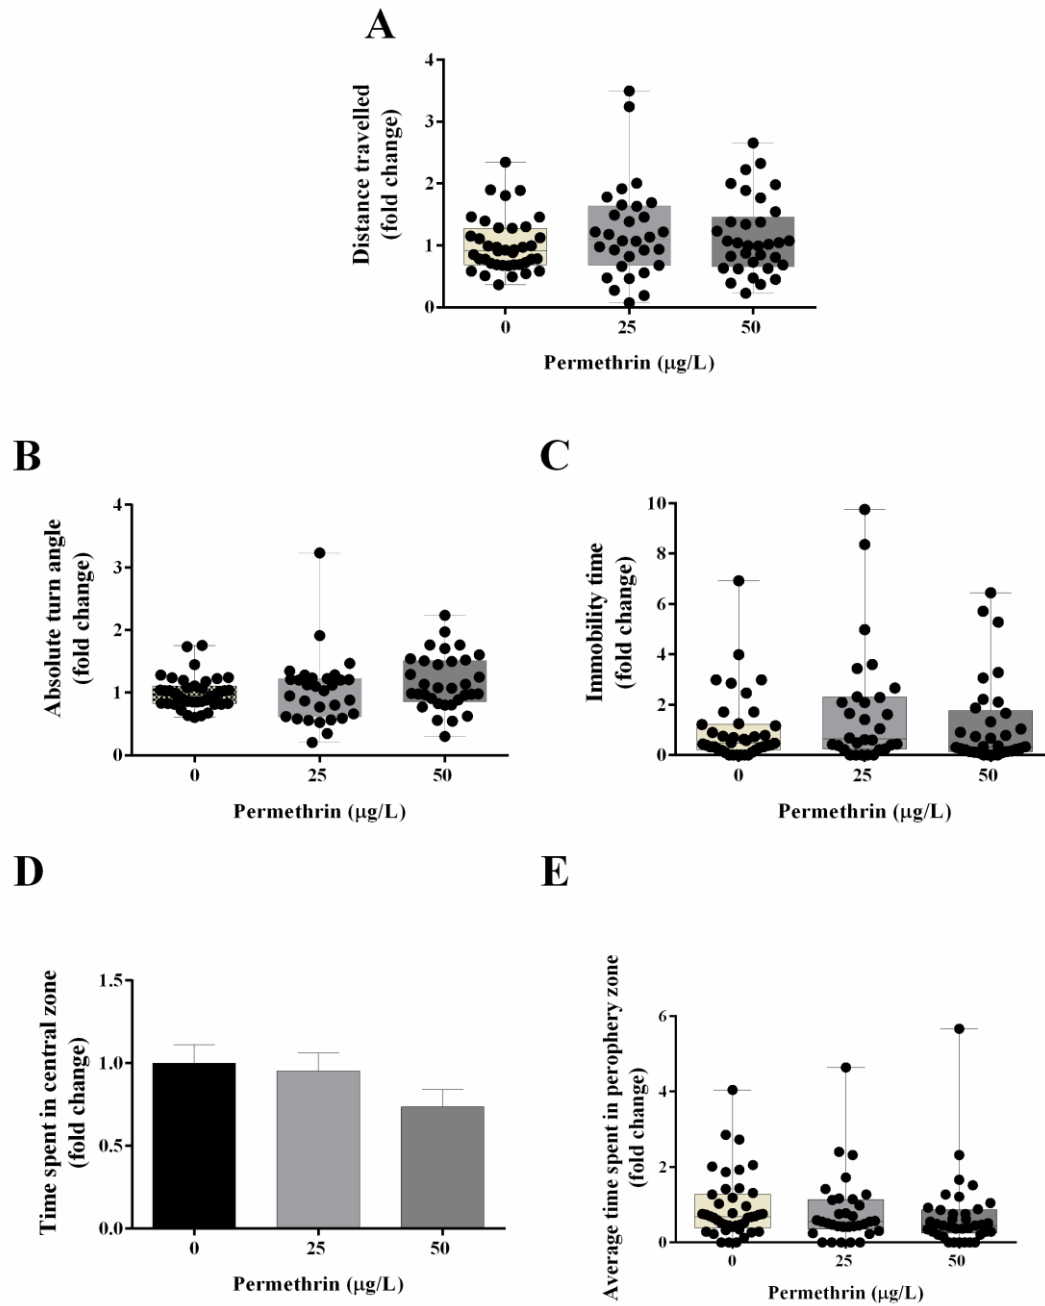 A
Distance travelled
(fold change)
4
3
2
1
0
0 25 50
Permethrin (µg/L)
B
Absolute turn angle
(fold change)
4
3
2
1
0
0 25 50
Permethrin (µg/L)
C
Immobility time
(fold change)
10
8
6
4
2
0
0 25 50
Permethrin (µg/L)
D
Time spent in central zone
(fold change)
1.5
1.0
0.5
0.0
0 25 50
Permethrin (µg/L)
E
Average time spent in perophery zone
(fold change)
6
4
2
0
0 25 50
Permethrin (µg/L)